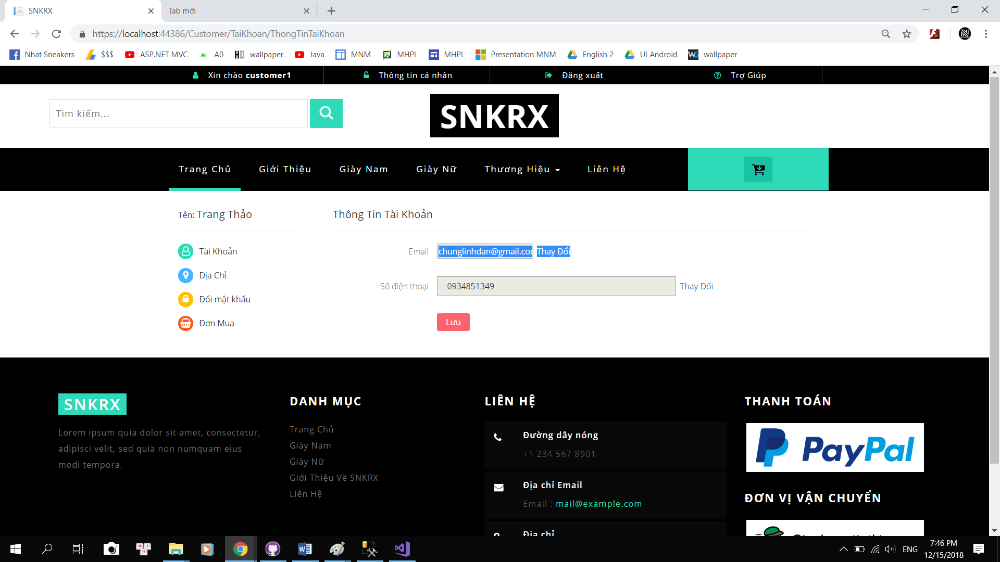 SNKRX
Tab mới
https://localhost:44386/Customer/TaiKhoan/ThongTinTaiKhoan
Nhạt Sneakers
$$$
ASP.NET MVC
A0
HD wallpaper
Java
MNM
MHPL
MHPL
Presentation MNM
English 2
UI Android
wallpaper
Xin chào customer1
Thông tin cá nhân
Đăng xuất
Trợ Giúp
Tìm kiếm...
SNKRX
Trang Chủ
Giới Thiệu
Giày Nam
Giày Nữ
Thương Hiệu
Liên Hệ
Tên: Trang Thảo
Tài Khoản
Địa Chỉ
Đổi mật khẩu
Đơn Mua
Thông Tin Tài Khoản
Email chunglinhdan@gmail.com Thay Đổi
Số điện thoại 0934851349 Thay Đổi
Lưu
SNKRX
Lorem ipsum quia dolor sit amet, consectetur,
adipisci velit, sed quia non numquam eius
modi tempora.
DANH MỤC
Trang Chủ
Giày Nam
Giày Nữ
Giới Thiệu Về SNKRX
Liên Hệ
LIÊN HỆ
Đường dây nóng
+1 234 567 8901
Địa chỉ Email
Email : mail@example.com
Địa chỉ
THANH TOÁN
PayPal
ĐƠN VỊ VẬN CHUYỂN
ENG
7:46 PM
12/15/2018